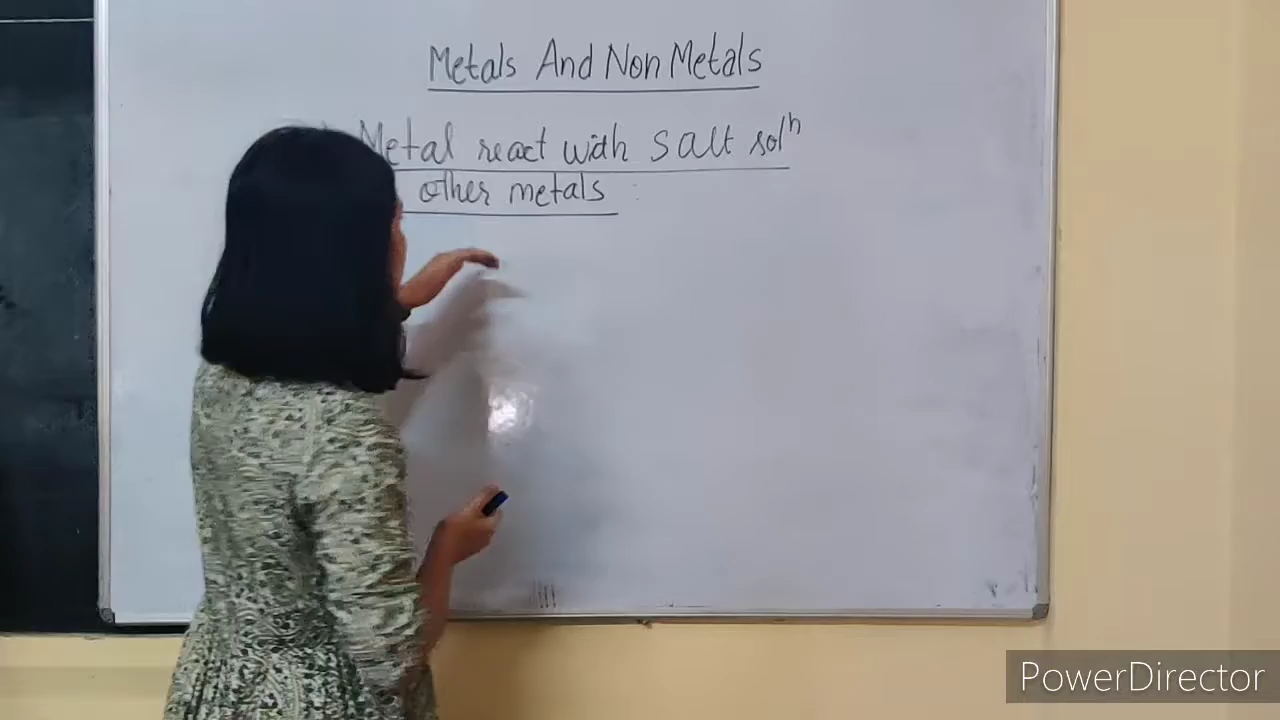 Metals And Non Metals
Metal react with salt solⁿ
other metals :
PowerDirector